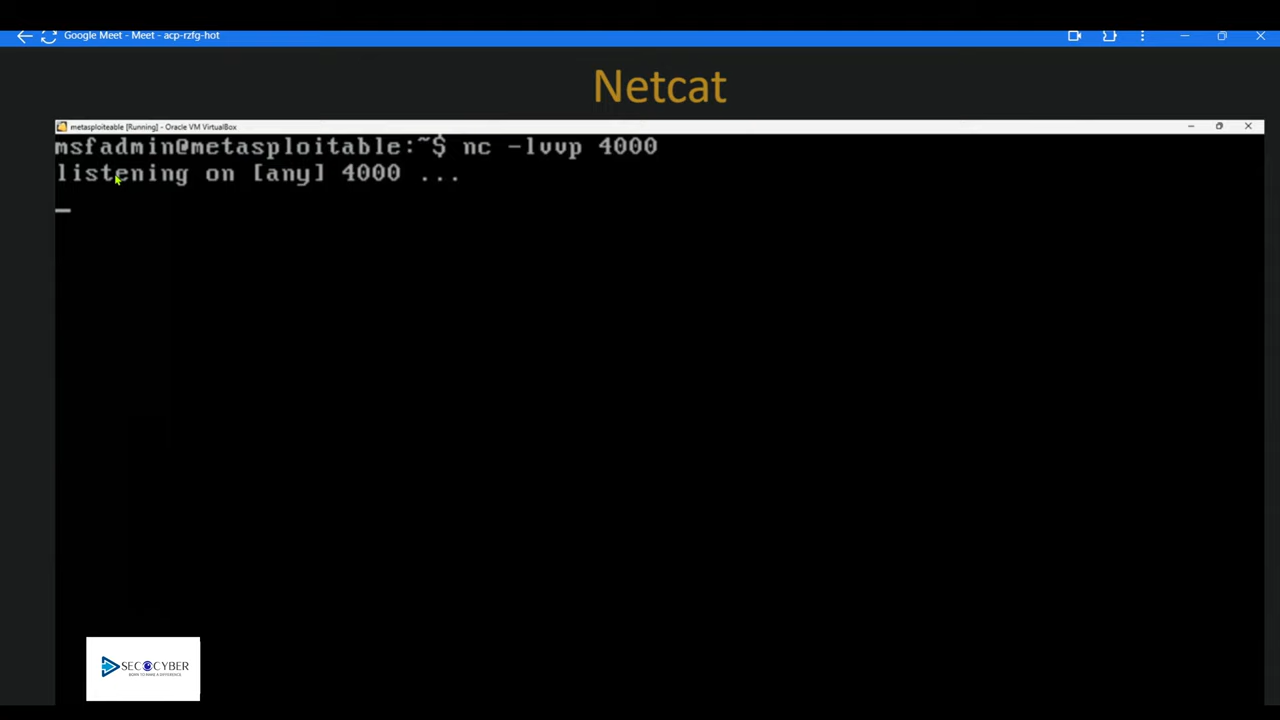 Google Meet - Meet - acp-rzfg-hot
Netcat
metasploiteable [Running] - Oracle VM VirtualBox
msfadmin@metasploitable:~$ nc -lvvp 4000
listening on [any] 4000 ...
SECOCYBER
BORN TO MAKE A DIFFERENCE